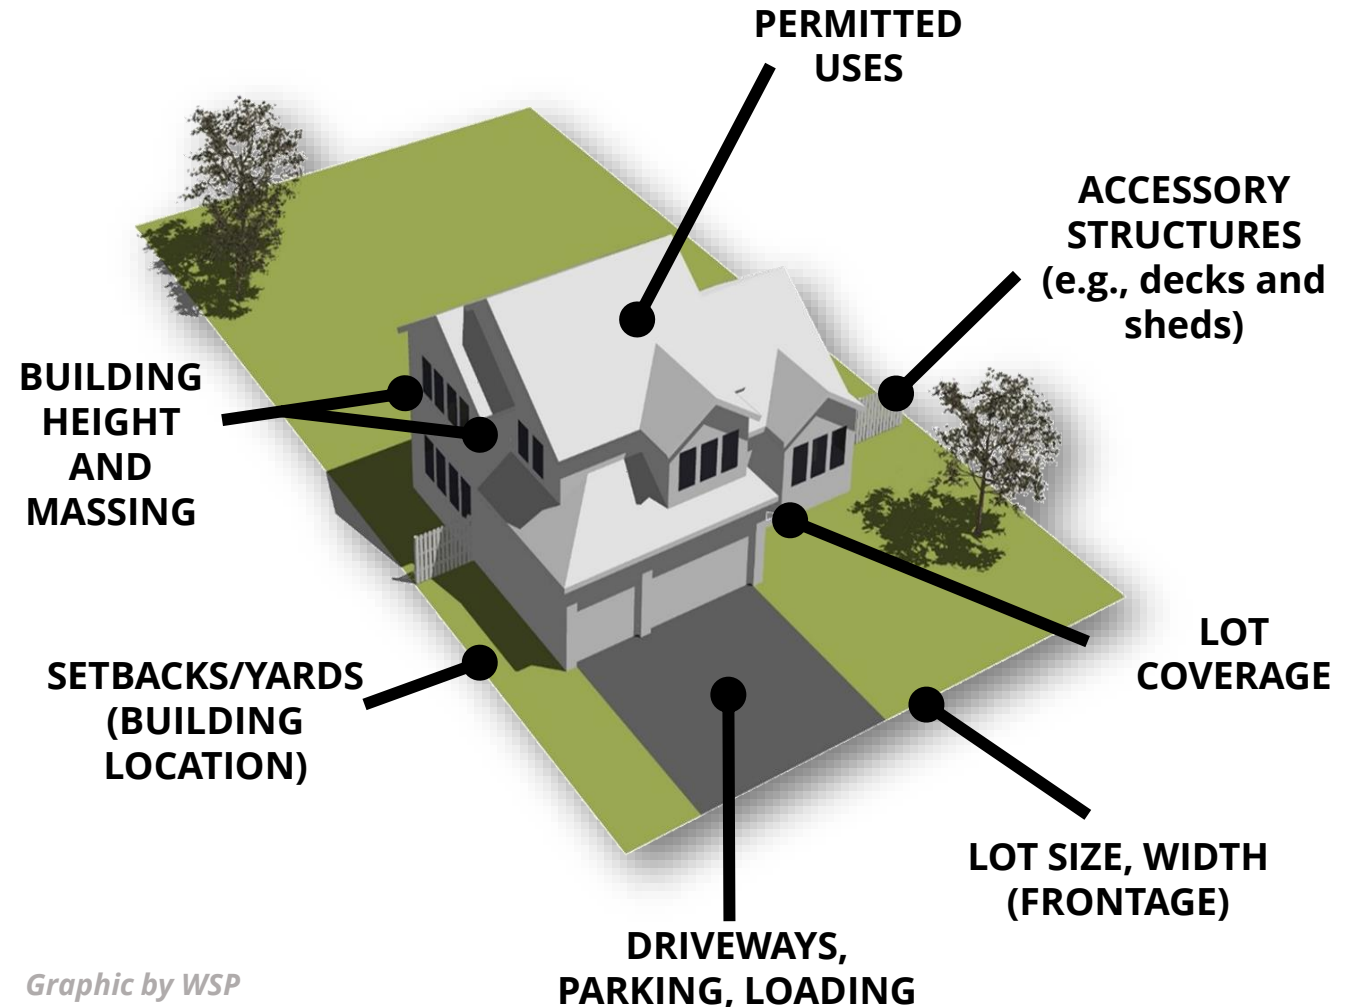 PERMITTED
USES
ACCESSORY
STRUCTURES
(e.g., decks and
sheds)
BUILDING
HEIGHT
AND
MASSING
LOT
COVERAGE
SETBACKS/YARDS
(BUILDING
LOCATION)
LOT SIZE, WIDTH
(FRONTAGE)
DRIVEWAYS,
PARKING, LOADING
Graphic by WSP